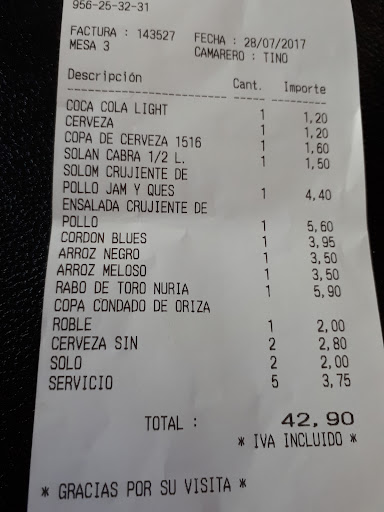 956-25-32-31
FACTURA : 143527 FECHA : 28/07/2017
MESA 3 CAMARERO : TINO
Descripción Cant. Importe
COCA COLA LIGHT 1 1,20
CERVEZA 1 1,20
COPA DE CERVEZA 1516 1 1,60
SOLAN CABRA 1/2 L. 1 1,50
SOLOM CRUJIENTE DE
POLLO JAM Y QUES 1 4,40
ENSALADA CRUJIENTE DE
POLLO 1 5,60
CORDON BLUES 1 3,95
ARROZ NEGRO 1 3,50
ARROZ MELOSO 1 3,50
RABO DE TORO NURIA 1 5,90
COPA CONDADO DE ORIZA
ROBLE 1 2,00
CERVEZA SIN 2 2,80
SOLO 2 2,00
SERVICIO 5 3,75
TOTAL : 42,90
* IVA INCLUIDO *
* GRACIAS POR SU VISITA *